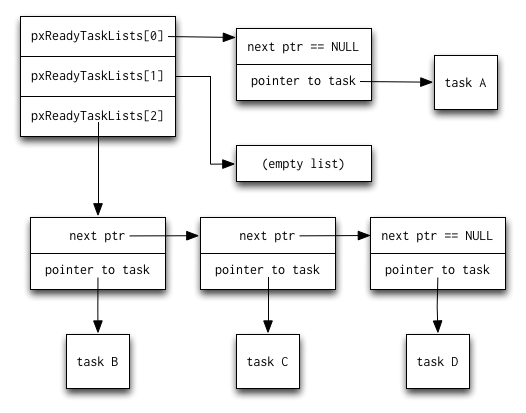 pxReadyTaskLists[0]
pxReadyTaskLists[1]
pxReadyTaskLists[2]
next ptr == NULL
pointer to task
task A
(empty list)
next ptr
pointer to task
next ptr
pointer to task
next ptr == NULL
pointer to task
task B
task C
task D